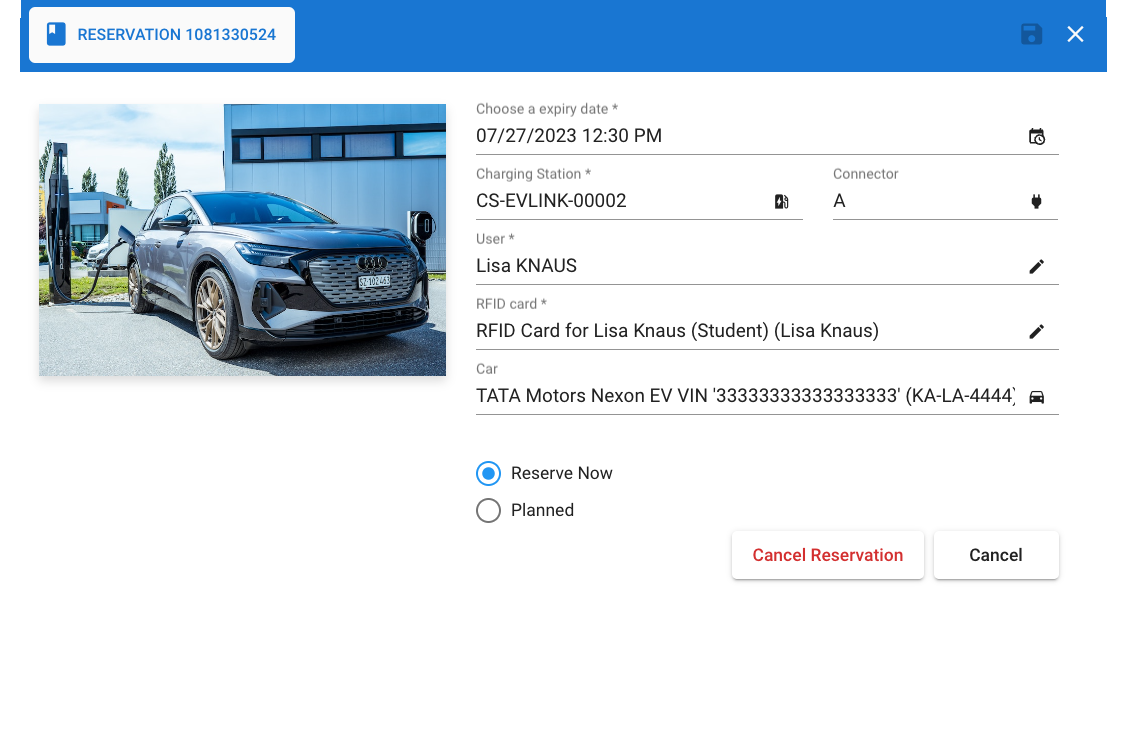 RESERVATION 1081330524
Choose a expiry date *
07/27/2023 12:30 PM
Charging Station *
CS-EVLINK-00002
Connector
A
User *
Lisa KNAUS
RFID card *
RFID Card for Lisa Knaus (Student) (Lisa Knaus)
Car
TATA Motors Nexon EV VIN '33333333333333333' (KA-LA-4444)
Reserve Now
Planned
Cancel Reservation
Cancel
SZ 102463